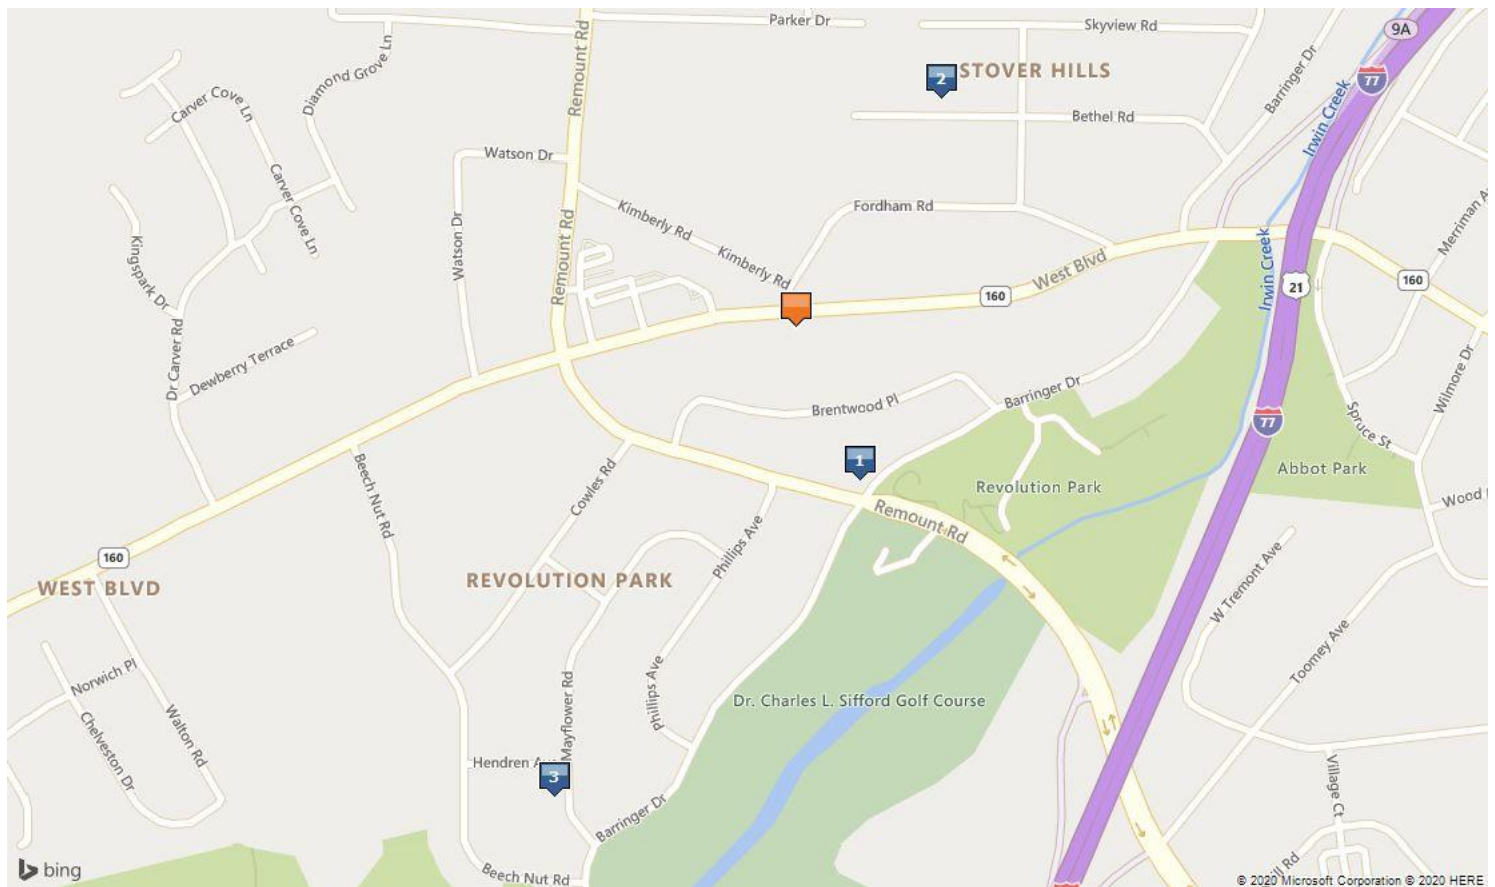 Parker Dr
Skyview Rd
9A
Remount Rd
Diamond Grove Ln
STOVER HILLS
2
77
Barringer Dr
Irwin Creek
Carver Cove Ln
Bethel Rd
Watson Dr
Carver Cove Ln
Kimberly Rd
Fordham Rd
Kingspark Dr
Watson Dr
Remount Rd
Kimberly Rd
West Blvd
Irwin Creek
160
21
160
Dr Carver Rd
Dewberry Terrace
Brentwood Pl
Barringer Dr
Wilmore Dr
Spruce St
77
1
Abbot Park
Revolution Park
Beech Nut Rd
Cowles Rd
Remount Rd
Phillips Ave
160
WEST BLVD
REVOLUTION PARK
W Tremont Ave
Toomey Ave
Norwich Pl
Phillips Ave
Mayflower Rd
Dr. Charles L. Sifford Golf Course
Chelveston Dr
Walton Rd
Hendren
3
Village Ct
Barringer Dr
Beech Nut Rd
bing
© 2020 Microsoft Corporation © 2020 HERE